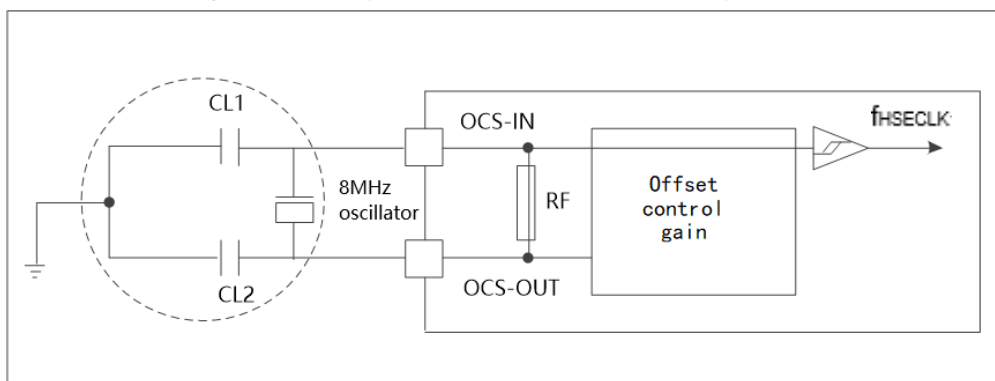 CL1
OCS-IN
fHSECLK
8MHz
oscillator
RF
Offset
control
gain
CL2
OCS-OUT